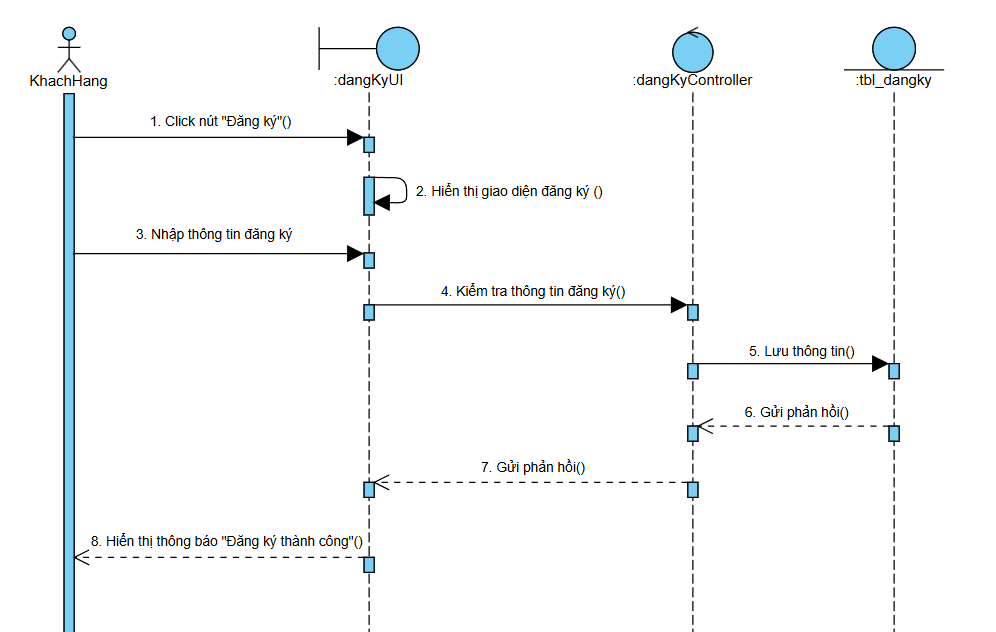 KhachHang
:dangKyUI
:dangKyController
:tbl_dangky
1. Click nút "Đăng ký"()
2. Hiển thị giao diện đăng ký ()
3. Nhập thông tin đăng ký
4. Kiểm tra thông tin đăng ký()
5. Lưu thông tin()
6. Gửi phản hồi()
7. Gửi phản hồi()
8. Hiển thị thông báo "Đăng ký thành công"()